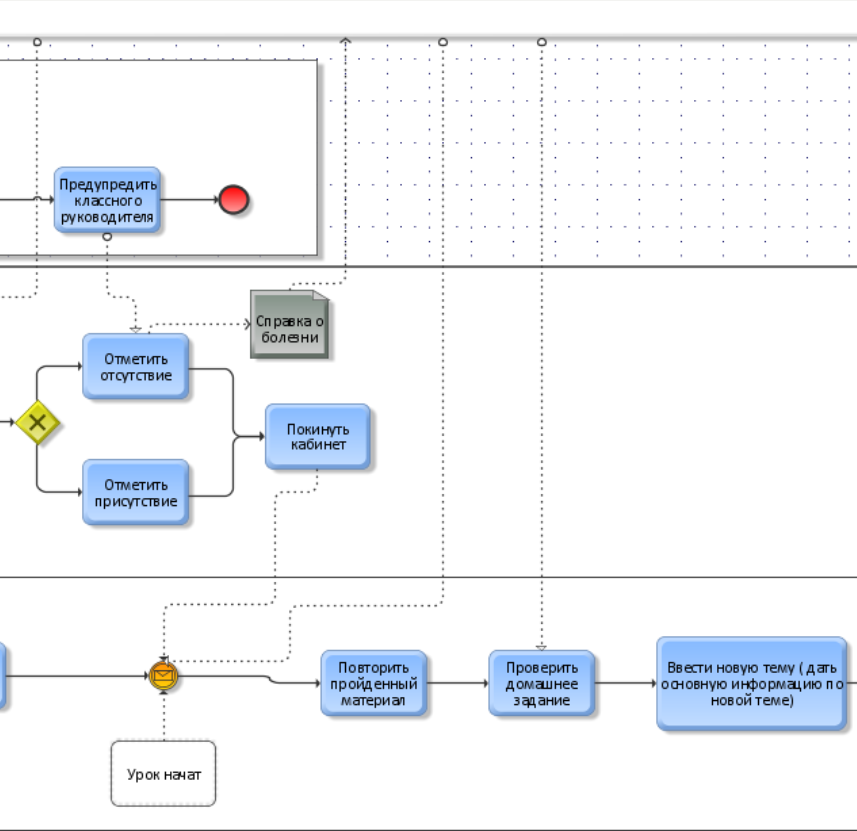 Предупредить
классного
руководителя
Справка о
болезни
Отметить
отсутствие
Покинуть
кабинет
Отметить
присутствие
Повторить
пройденный
материал
Проверить
домашнее
задание
Ввести новую тему ( дать
основную информацию по
новой теме)
Урок начат